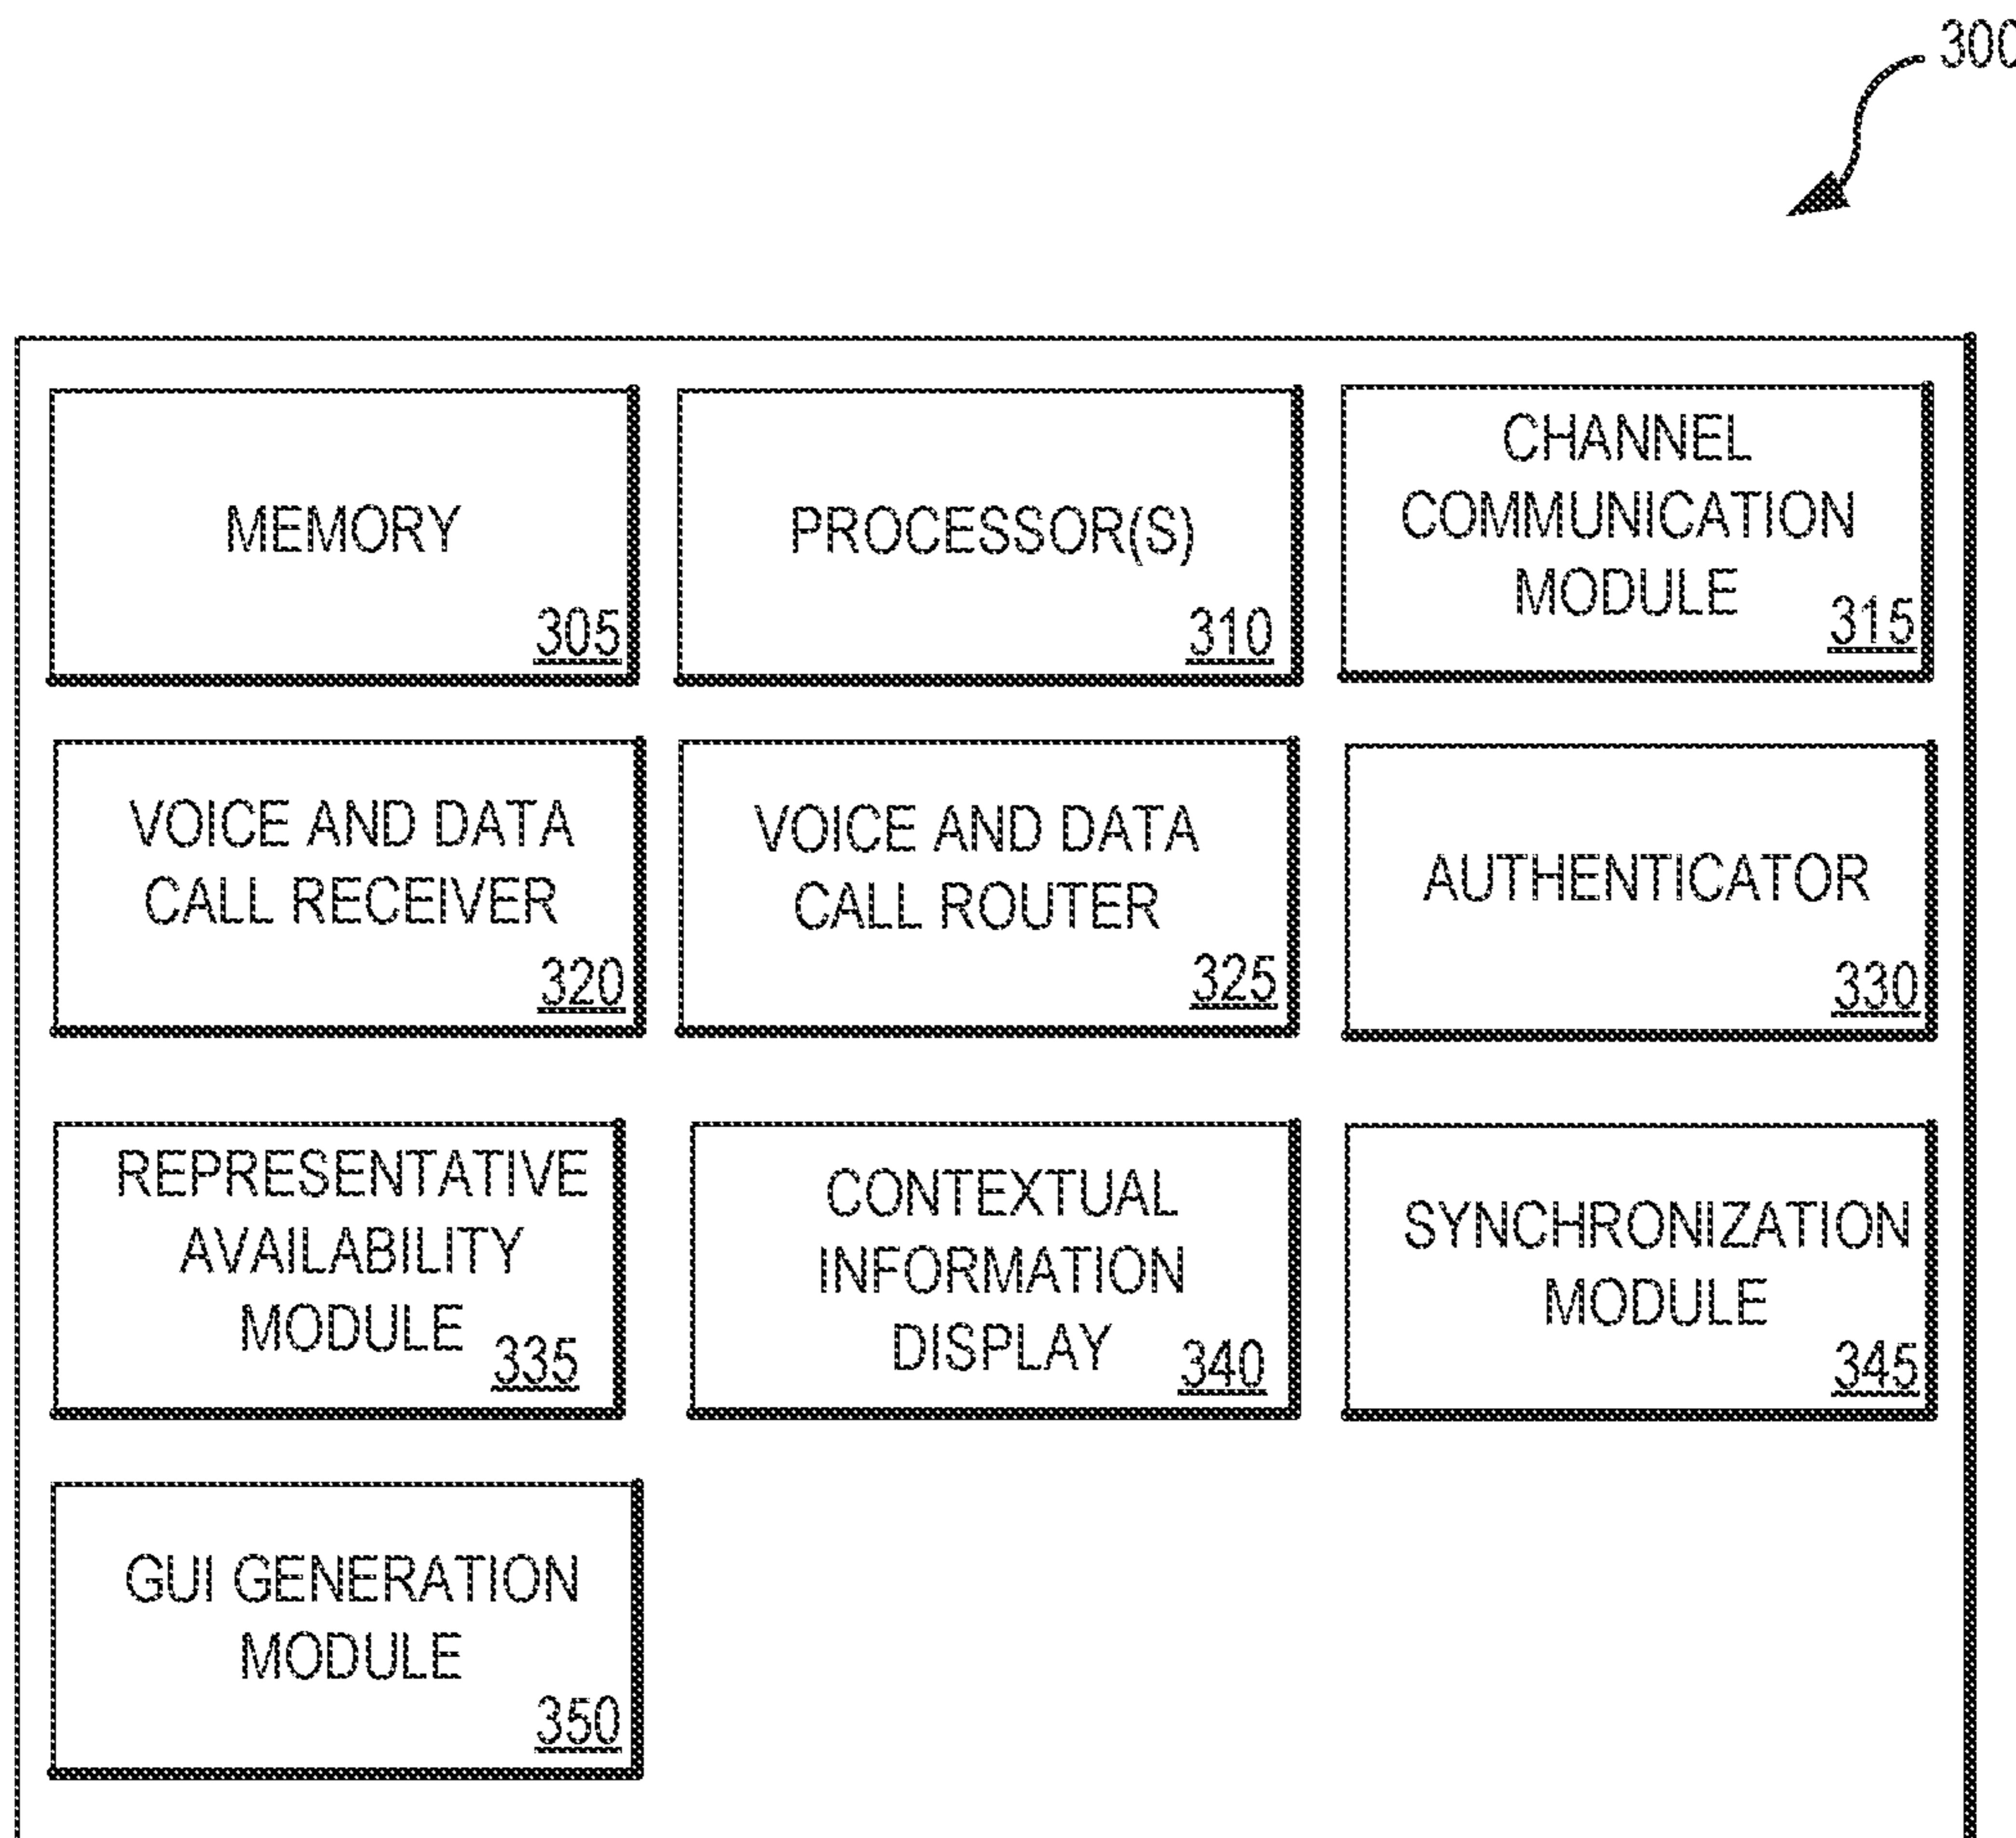 300
MEMORY
305
PROCESSOR(S)
310
CHANNEL
COMMUNICATION
MODULE
315
VOICE AND DATA
CALL RECEIVER
320
VOICE AND DATA
CALL ROUTER
325
AUTHENTICATOR
330
REPRESENTATIVE
AVAILABILITY
MODULE
335
CONTEXTUAL
INFORMATION
DISPLAY
340
SYNCHRONIZATION
MODULE
345
GUI GENERATION
MODULE
350